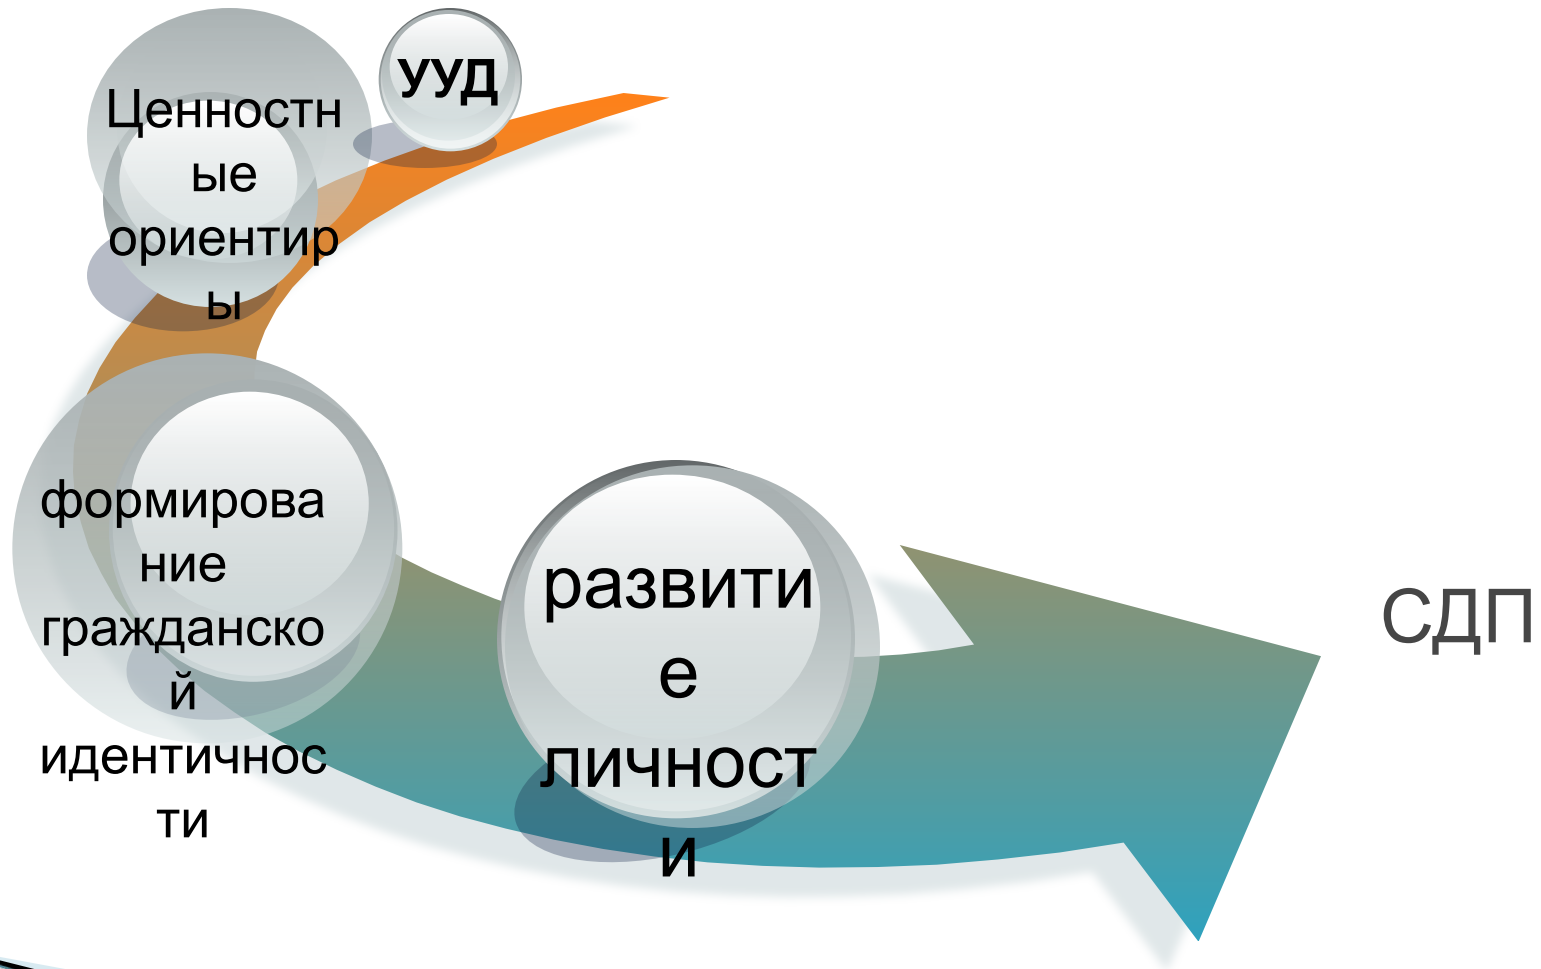 УУД
Ценностн
ые
ориентир
ы
формирова
ние
гражданско
й
идентичнос
ти
развити
е
личност
и
СДП